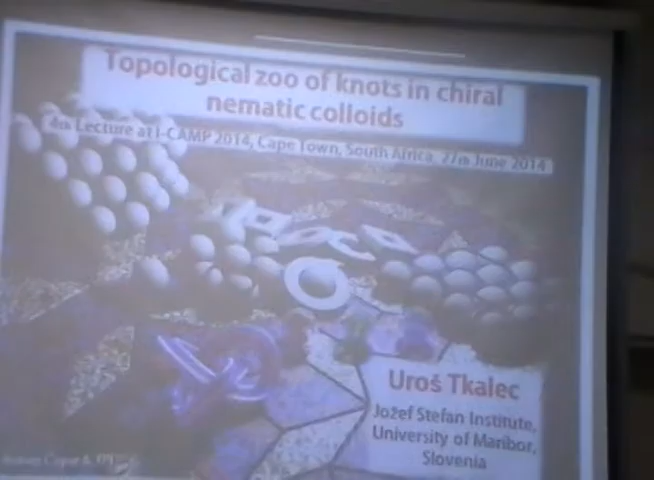 Topological zoo of knots in chiral
nematic colloids
4th Lecture at I-CAMP 2014, Cape Town, South Africa, 27th June 2014
Uroš Tkalec
Jožef Stefan Institute,
University of Maribor,
Slovenia